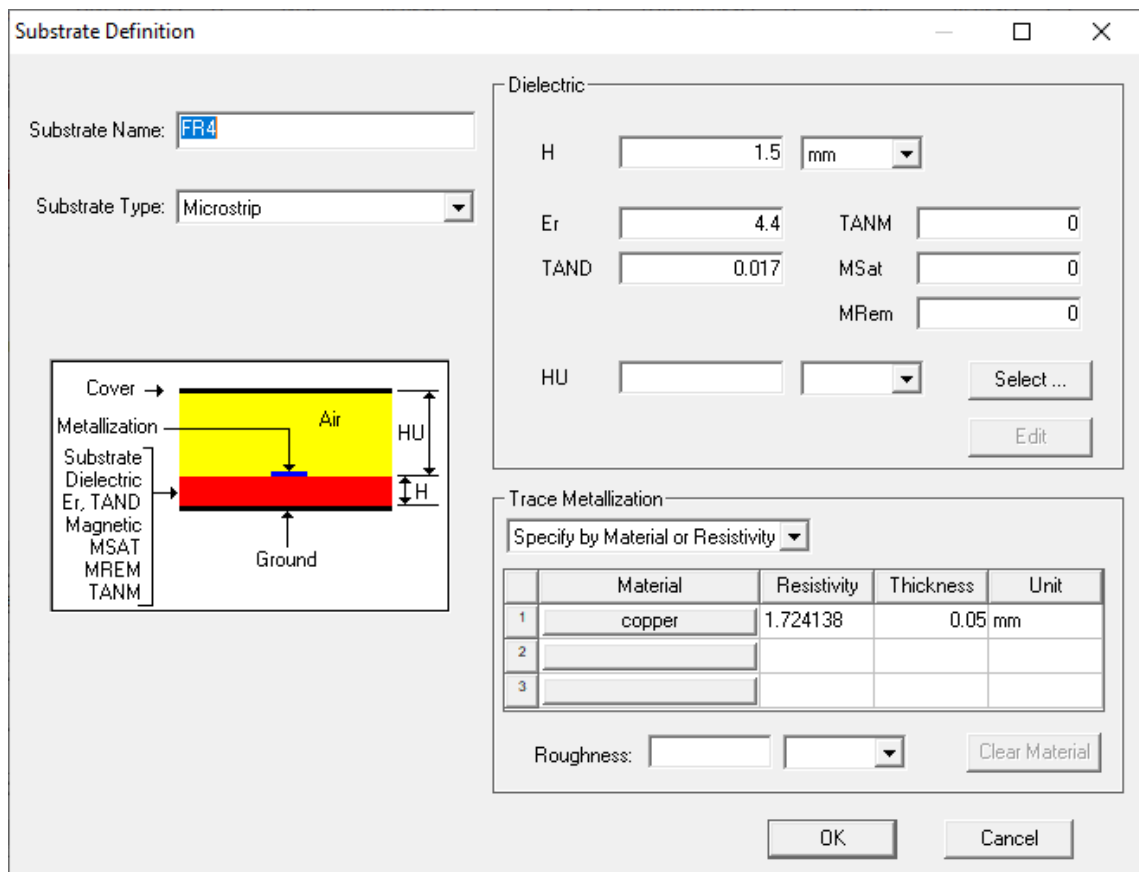 Substrate Definition
Substrate Name: FR4
Substrate Type: Microstrip
Cover
Metallization
Air
HU
Substrate
Dielectric
Er, TAND
Magnetic
MSAT
MREM
TANM
H
Ground
Dielectric
H 1.5 mm
Er 4.4 TANM 0
TAND 0.017 MSat 0
MRem 0
HU Select ...
Edit
Trace Metallization
Specify by Material or Resistivity
Material Resistivity Thickness Unit
1 copper 1.724138 0.05 mm
2
3
Roughness: Clear Material
OK Cancel